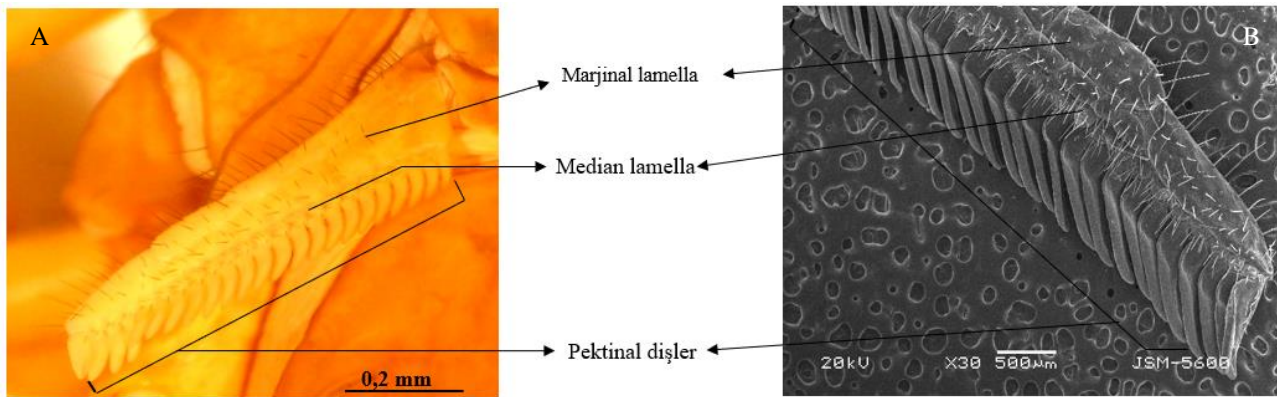 A
B
Marjinal lamella
Median lamella
Pektinal dişler
0,2 mm
20kV X30 500µm JSM-5600